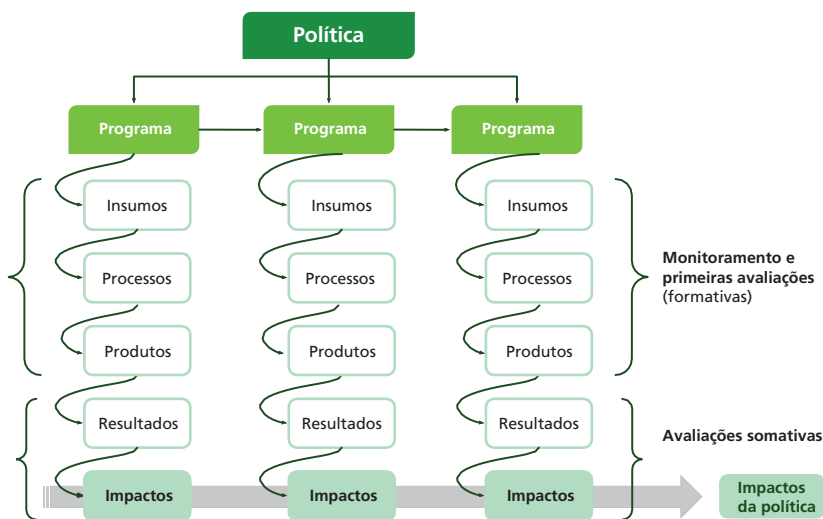 Política
Programa
Programa
Programa
Insumos
Insumos
Insumos
Processos
Processos
Processos
Monitoramento e
primeiras avaliações
(formativas)
Produtos
Produtos
Produtos
Resultados
Resultados
Resultados
Avaliações somativas
Impactos
Impactos
Impactos
Impactos
da política